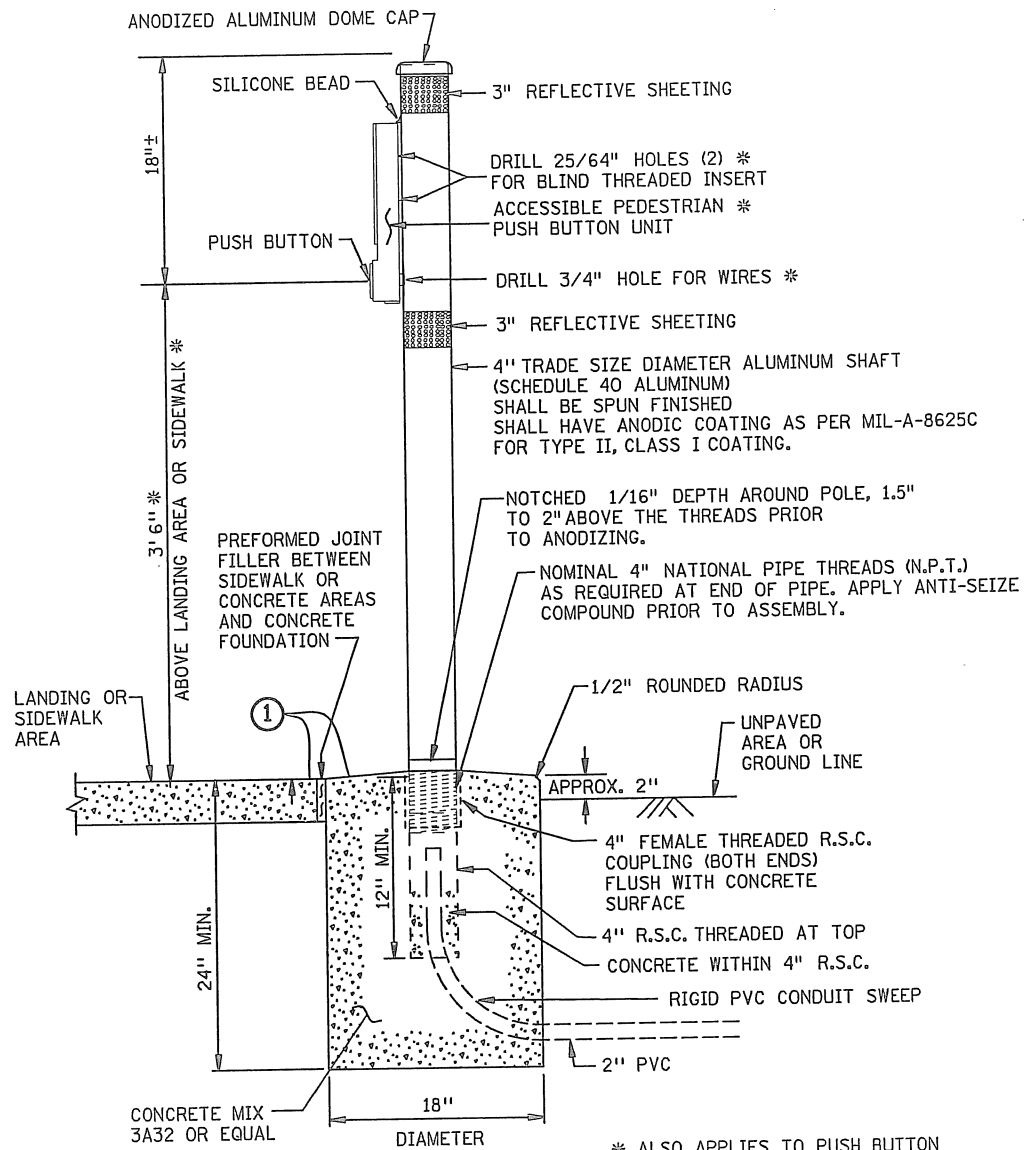 ANODIZED ALUMINUM DOME CAP
SILICONE BEAD
3" REFLECTIVE SHEETING
18"±
DRILL 25/64" HOLES (2) *
FOR BLIND THREADED INSERT
ACCESSIBLE PEDESTRIAN *
PUSH BUTTON UNIT
PUSH BUTTON
DRILL 3/4" HOLE FOR WIRES *
3" REFLECTIVE SHEETING
4" TRADE SIZE DIAMETER ALUMINUM SHAFT
(SCHEDULE 40 ALUMINUM)
SHALL BE SPUN FINISHED
SHALL HAVE ANODIC COATING AS PER MIL-A-8625C
FOR TYPE II, CLASS I COATING.
3' 6" *
ABOVE LANDING AREA OR SIDEWALK *
NOTCHED 1/16" DEPTH AROUND POLE, 1.5"
TO 2" ABOVE THE THREADS PRIOR
TO ANODIZING.
PREFORMED JOINT
FILLER BETWEEN
SIDEWALK OR
CONCRETE AREAS
AND CONCRETE
FOUNDATION
NOMINAL 4" NATIONAL PIPE THREADS (N.P.T.)
AS REQUIRED AT END OF PIPE. APPLY ANTI-SEIZE
COMPOUND PRIOR TO ASSEMBLY.
LANDING OR
SIDEWALK
AREA
1
1/2" ROUNDED RADIUS
UNPAVED
AREA OR
GROUND LINE
APPROX. 2"
4" FEMALE THREADED R.S.C.
COUPLING (BOTH ENDS)
FLUSH WITH CONCRETE
SURFACE
12" MIN.
24" MIN.
4" R.S.C. THREADED AT TOP
CONCRETE WITHIN 4" R.S.C.
RIGID PVC CONDUIT SWEEP
2" PVC
CONCRETE MIX
3A32 OR EQUAL
18"
DIAMETER
* ALSO APPLIES TO PUSH BUTTON